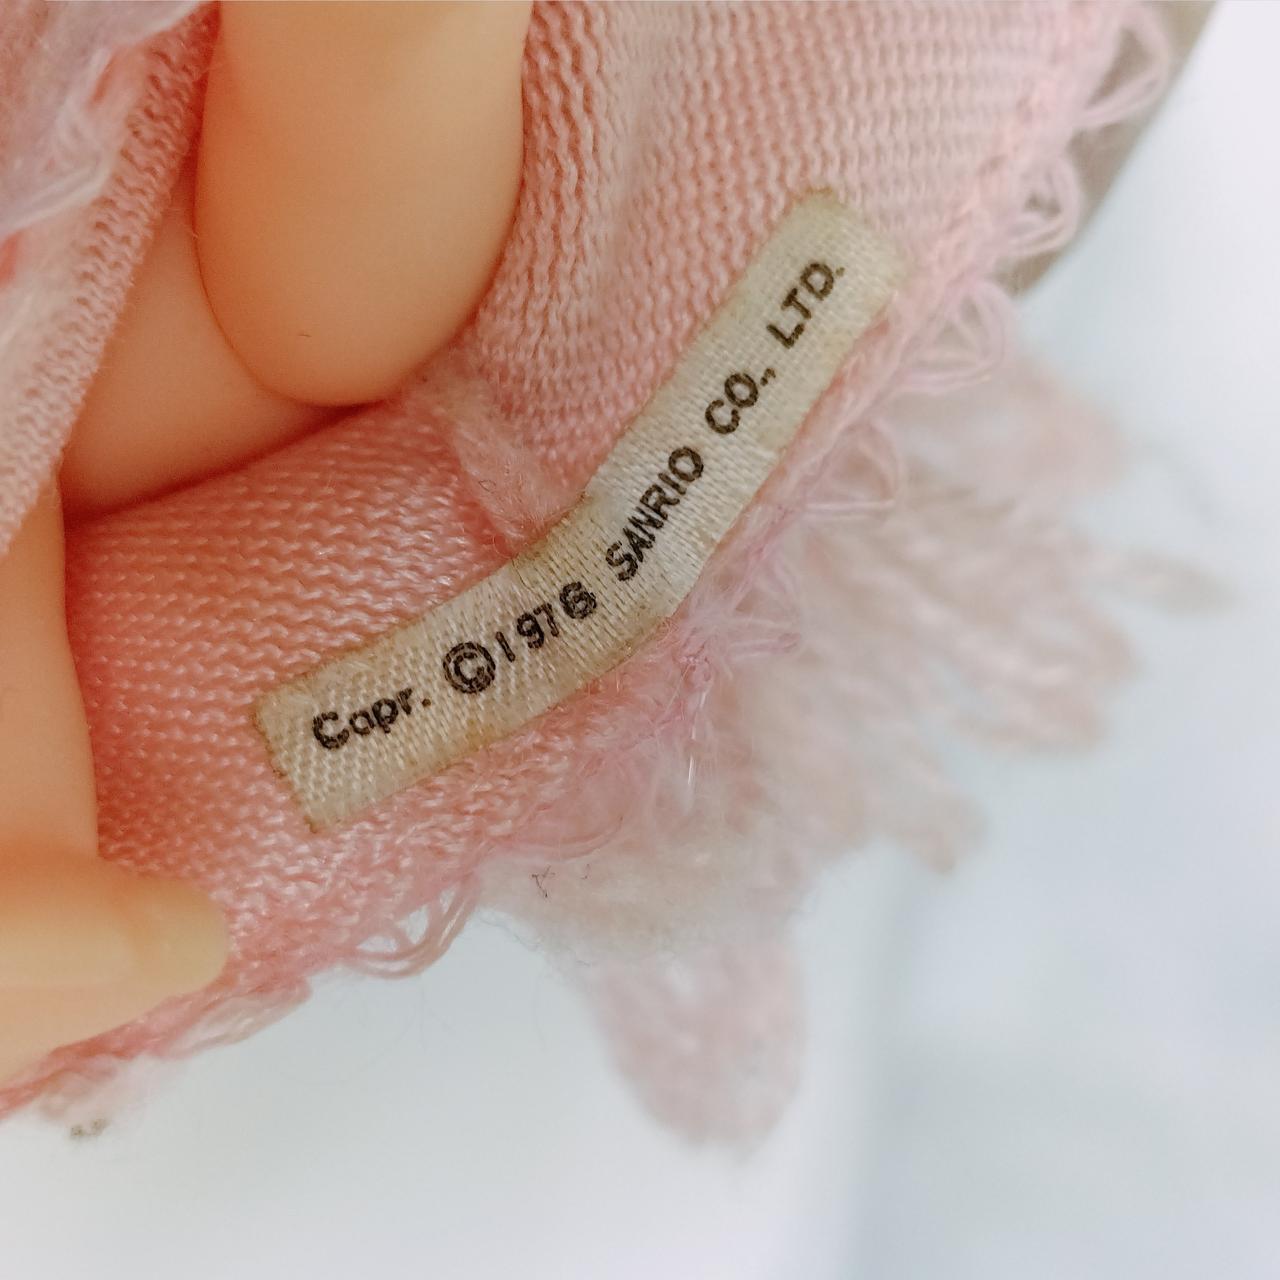 Capr. ©1976 SANRIO CO., LTD.